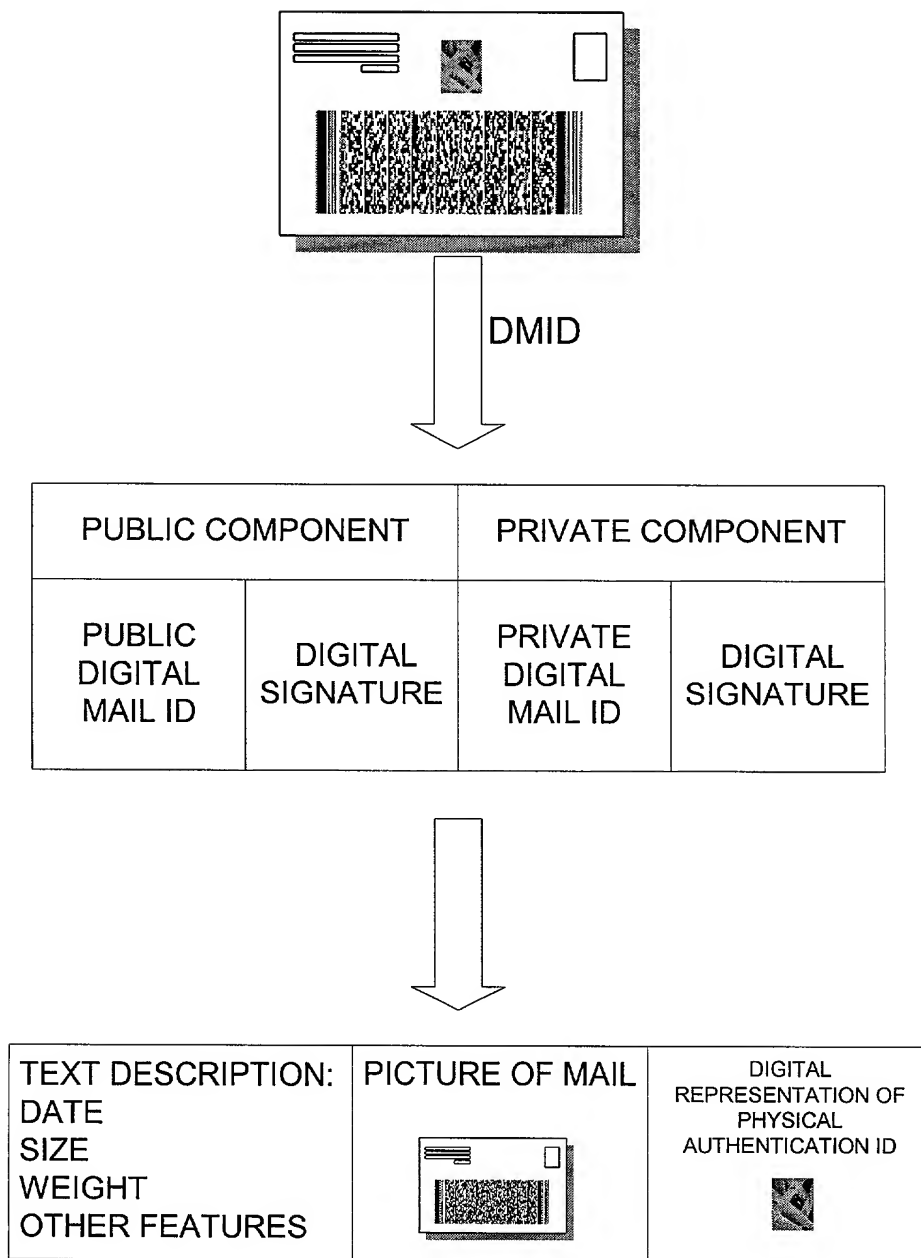 DMID
PUBLIC COMPONENT
PRIVATE COMPONENT
PUBLIC
DIGITAL
MAIL ID
DIGITAL
SIGNATURE
PRIVATE
DIGITAL
MAIL ID
DIGITAL
SIGNATURE
TEXT DESCRIPTION:
DATE
SIZE
WEIGHT
OTHER FEATURES
PICTURE OF MAIL
DIGITAL
REPRESENTATION OF
PHYSICAL
AUTHENTICATION ID